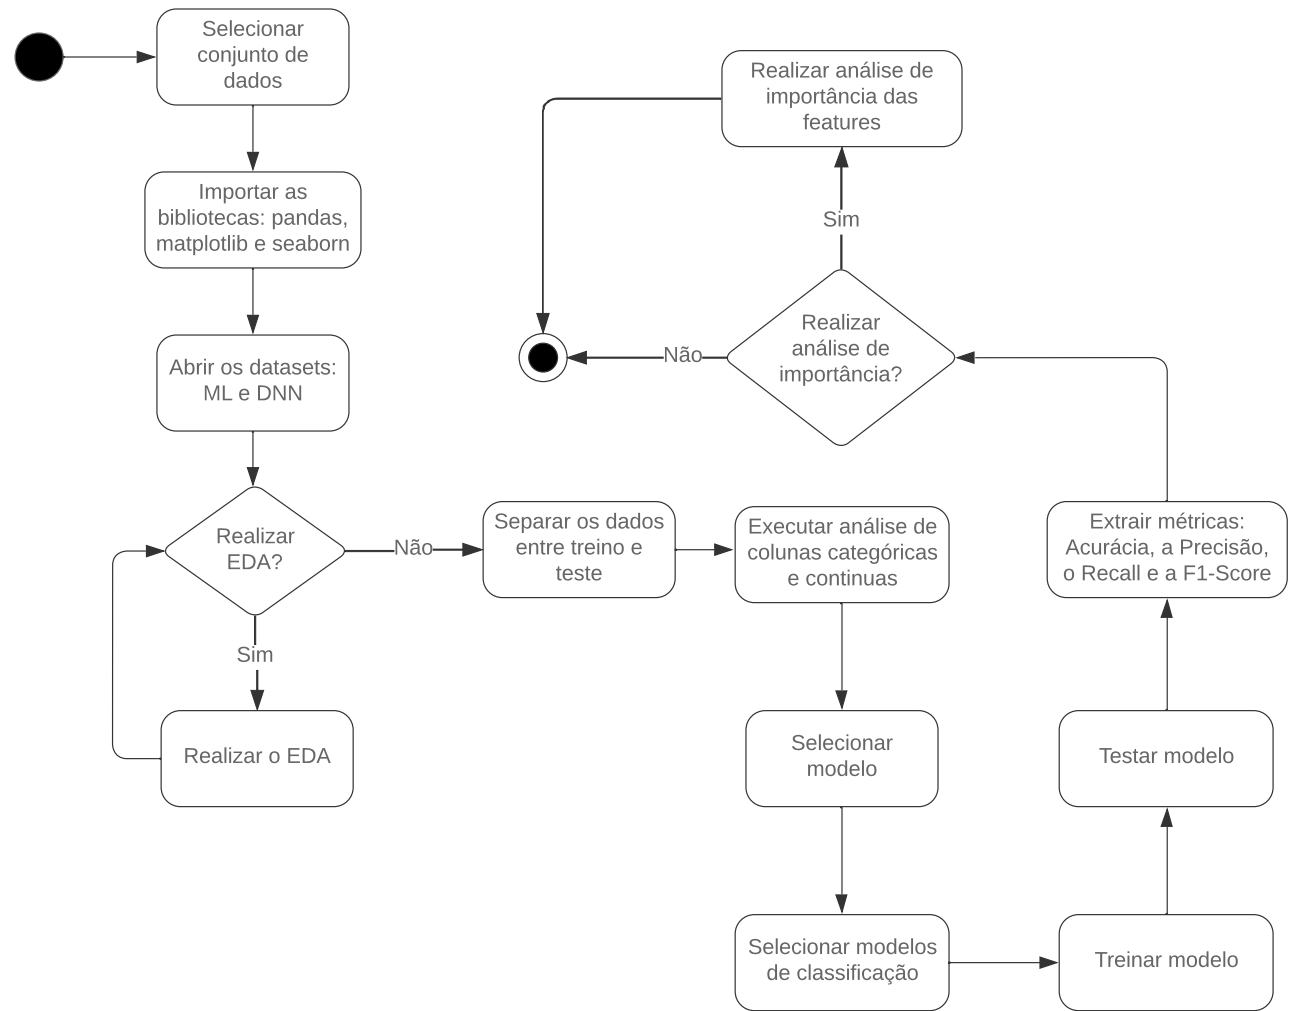 Selecionar
conjunto de
dados
Importar as
bibliotecas: pandas,
matplotlib e seaborn
Abrir os datasets:
ML e DNN
Realizar
EDA?
Sim
Realizar o EDA
Não
Separar os dados
entre treino e
teste
Executar análise de
colunas categóricas
e continuas
Selecionar
modelo
Selecionar modelos
de classificação
Treinar modelo
Testar modelo
Extrair métricas:
Acurácia, a Precisão,
o Recall e a F1-Score
Realizar
análise de
importância?
Não
Sim
Realizar análise de
importância das
features